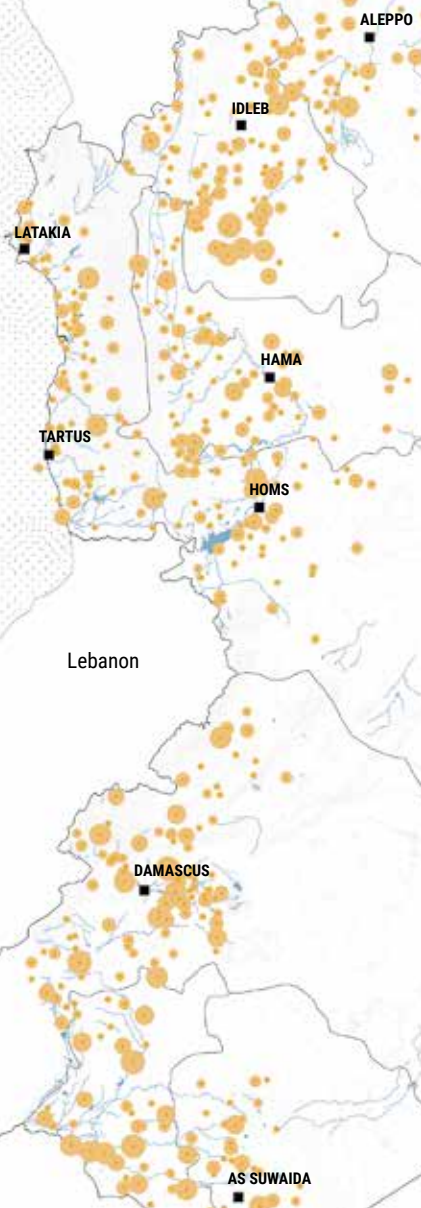 ALEPPO
IDLEB
LATAKIA
HAMA
TARTUS
HOMS
Lebanon
DAMASCUS
AS SUWAIDA